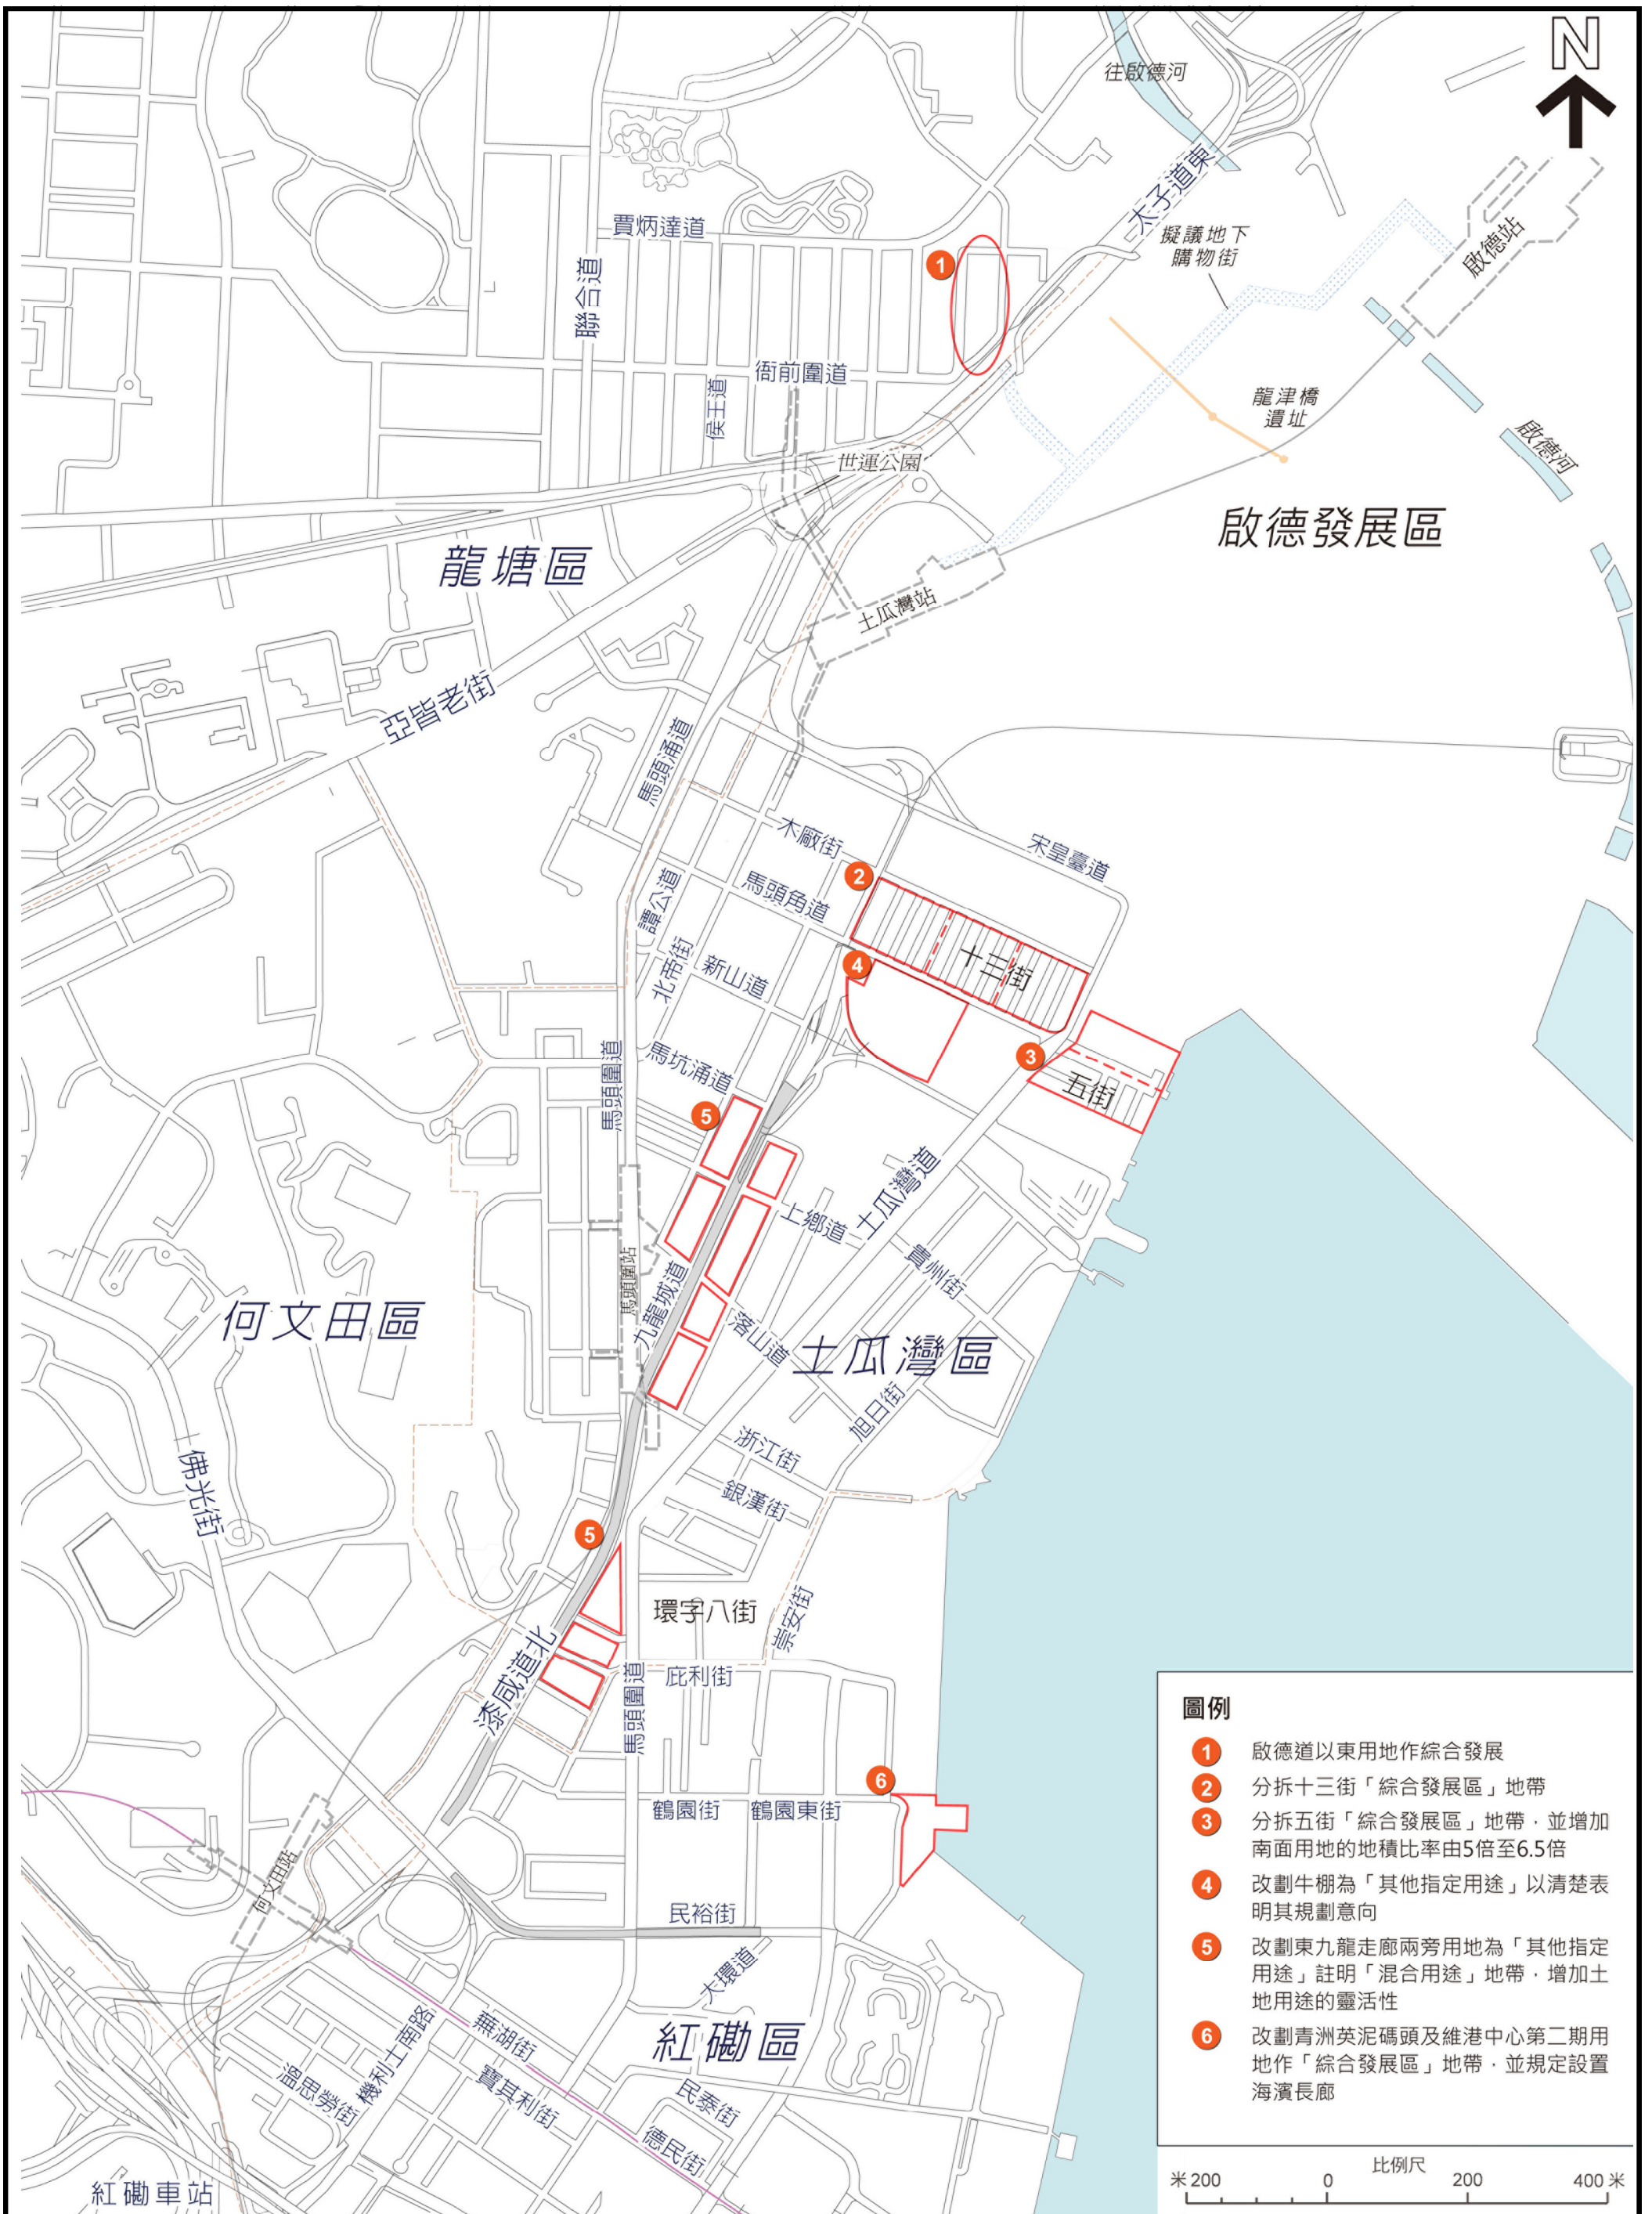 N
往啟德河
太子道東
賈炳達道
擬議地下
購物街
啟德站
聯合道
1
衙前圍道
侯王道
龍津橋
遺址
啟德河
世運公園
啟德發展區
龍塘區
土瓜灣站
亞皆老街
馬頭涌道
木廠街
宋皇臺道
2
馬頭角道
譚公道
北帝街
新山道
十三街
4
3
馬頭圍道
馬坑涌道
五街
5
土瓜灣道
上鄉道
貴州街
馬頭圍站
九龍城道
何文田區
落山道
土瓜灣區
旭日街
浙江街
佛光街
銀漢街
5
環字八街
崇安街
漆咸道北
庇利街
馬頭圍道
6
鶴園街
鶴園東街
何文田站
民裕街
大環道
蕪湖街
紅磡區
機利士南路
溫思勞街
寶其利街
民泰街
德民街
紅磡車站
圖例
1 啟德道以東用地作綜合發展
2 分拆十三街「綜合發展區」地帶
3 分拆五街「綜合發展區」地帶，並增加
南面用地的地積比率由5倍至6.5倍
4 改劃牛棚為「其他指定用途」以清楚表
明其規劃意向
5 改劃東九龍走廊兩旁用地為「其他指定
用途」註明「混合用途」地帶，增加土
地用途的靈活性
6 改劃青洲英泥碼頭及維港中心第二期用
地作「綜合發展區」地帶，並規定設置
海濱長廊
比例尺
米 200 0 200 400 米